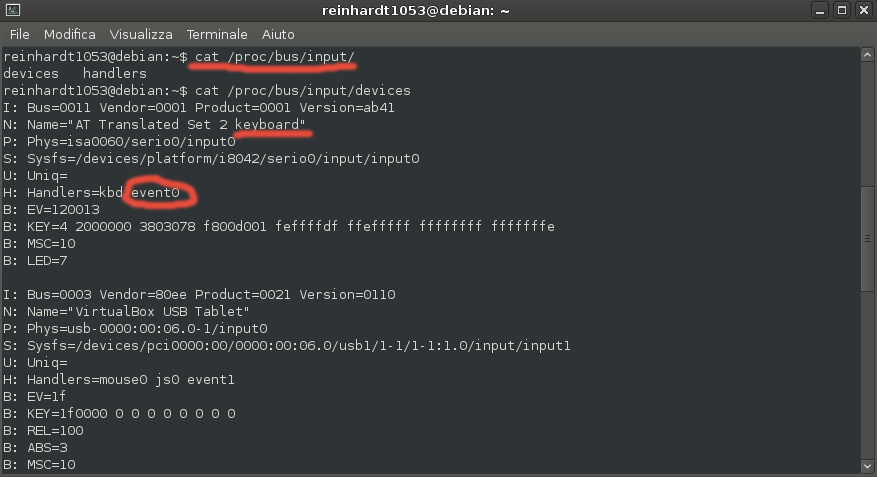 reinhardt1053@debian: ~
File Modifica Visualizza Terminale Aiuto
reinhardt1053@debian:~$ cat /proc/bus/input/
devices handlers
reinhardt1053@debian:~$ cat /proc/bus/input/devices
I: Bus=0011 Vendor=0001 Product=0001 Version=ab41
N: Name="AT Translated Set 2 keyboard"
P: Phys=isa0060/serio0/input0
S: Sysfs=/devices/platform/i8042/serio0/input/input0
U: Uniq=
H: Handlers=kbd event0
B: EV=120013
B: KEY=4 2000000 3803078 f800d001 feffffdf ffefffff ffffffff fffffffe
B: MSC=10
B: LED=7
I: Bus=0003 Vendor=80ee Product=0021 Version=0110
N: Name="VirtualBox USB Tablet"
P: Phys=usb-0000:00:06.0-1/input0
S: Sysfs=/devices/pci0000:00/0000:00:06.0/usb1/1-1/1-1:1.0/input/input1
U: Uniq=
H: Handlers=mouse0 js0 event1
B: EV=1f
B: KEY=1f0000 0 0 0 0 0 0 0 0
B: REL=100
B: ABS=3
B: MSC=10